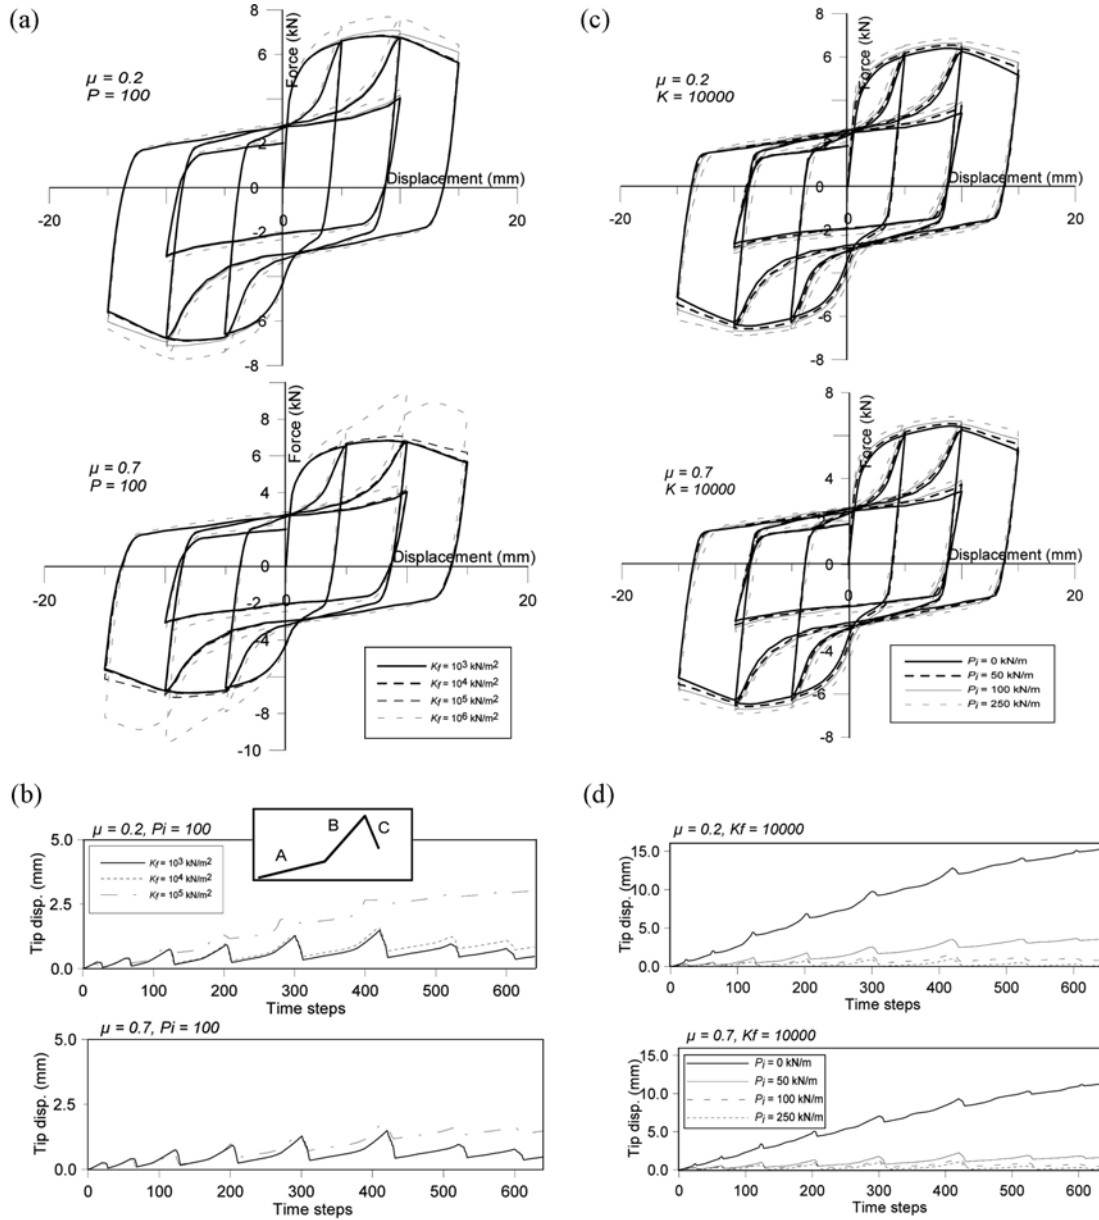 (a)
8
6
4
2
0
-2
-4
-6
-8
-20
20
Force (kN)
Displacement (mm)
μ = 0.2
P = 100
8
6
4
2
0
-2
-4
-6
-8
-10
-20
0
20
Force (kN)
Displacement (mm)
μ = 0.7
P = 100
Kf = 10³ kN/m²
Kf = 10⁴ kN/m²
Kf = 10⁵ kN/m²
Kf = 10⁶ kN/m²
(c)
8
6
4
2
0
-2
-4
-6
-8
-20
0
20
Force (kN)
Displacement (mm)
μ = 0.2
K = 10000
8
6
4
2
0
-2
-4
-6
-8
-20
0
20
Force (kN)
Displacement (mm)
μ = 0.7
K = 10000
Pi = 0 kN/m
Pi = 50 kN/m
Pi = 100 kN/m
Pi = 250 kN/m
(b)
μ = 0.2, Pi = 100
A
B
C
Kf = 10³ kN/m²
Kf = 10⁴ kN/m²
Kf = 10⁵ kN/m²
Tip disp. (mm)
5.0
2.5
0.0
0 100 200 300 400 500 600
Time steps
μ = 0.7, Pi = 100
Tip disp. (mm)
5.0
2.5
0.0
0 100 200 300 400 500 600
Time steps
(d)
μ = 0.2, Kf = 10000
Tip disp. (mm)
15.0
10.0
5.0
0.0
0 100 200 300 400 500 600
Time steps
μ = 0.7, Kf = 10000
Pi = 0 kN/m
Pi = 50 kN/m
Pi = 100 kN/m
Pi = 250 kN/m
Tip disp. (mm)
15.0
10.0
5.0
0.0
0 100 200 300 400 500 600
Time steps